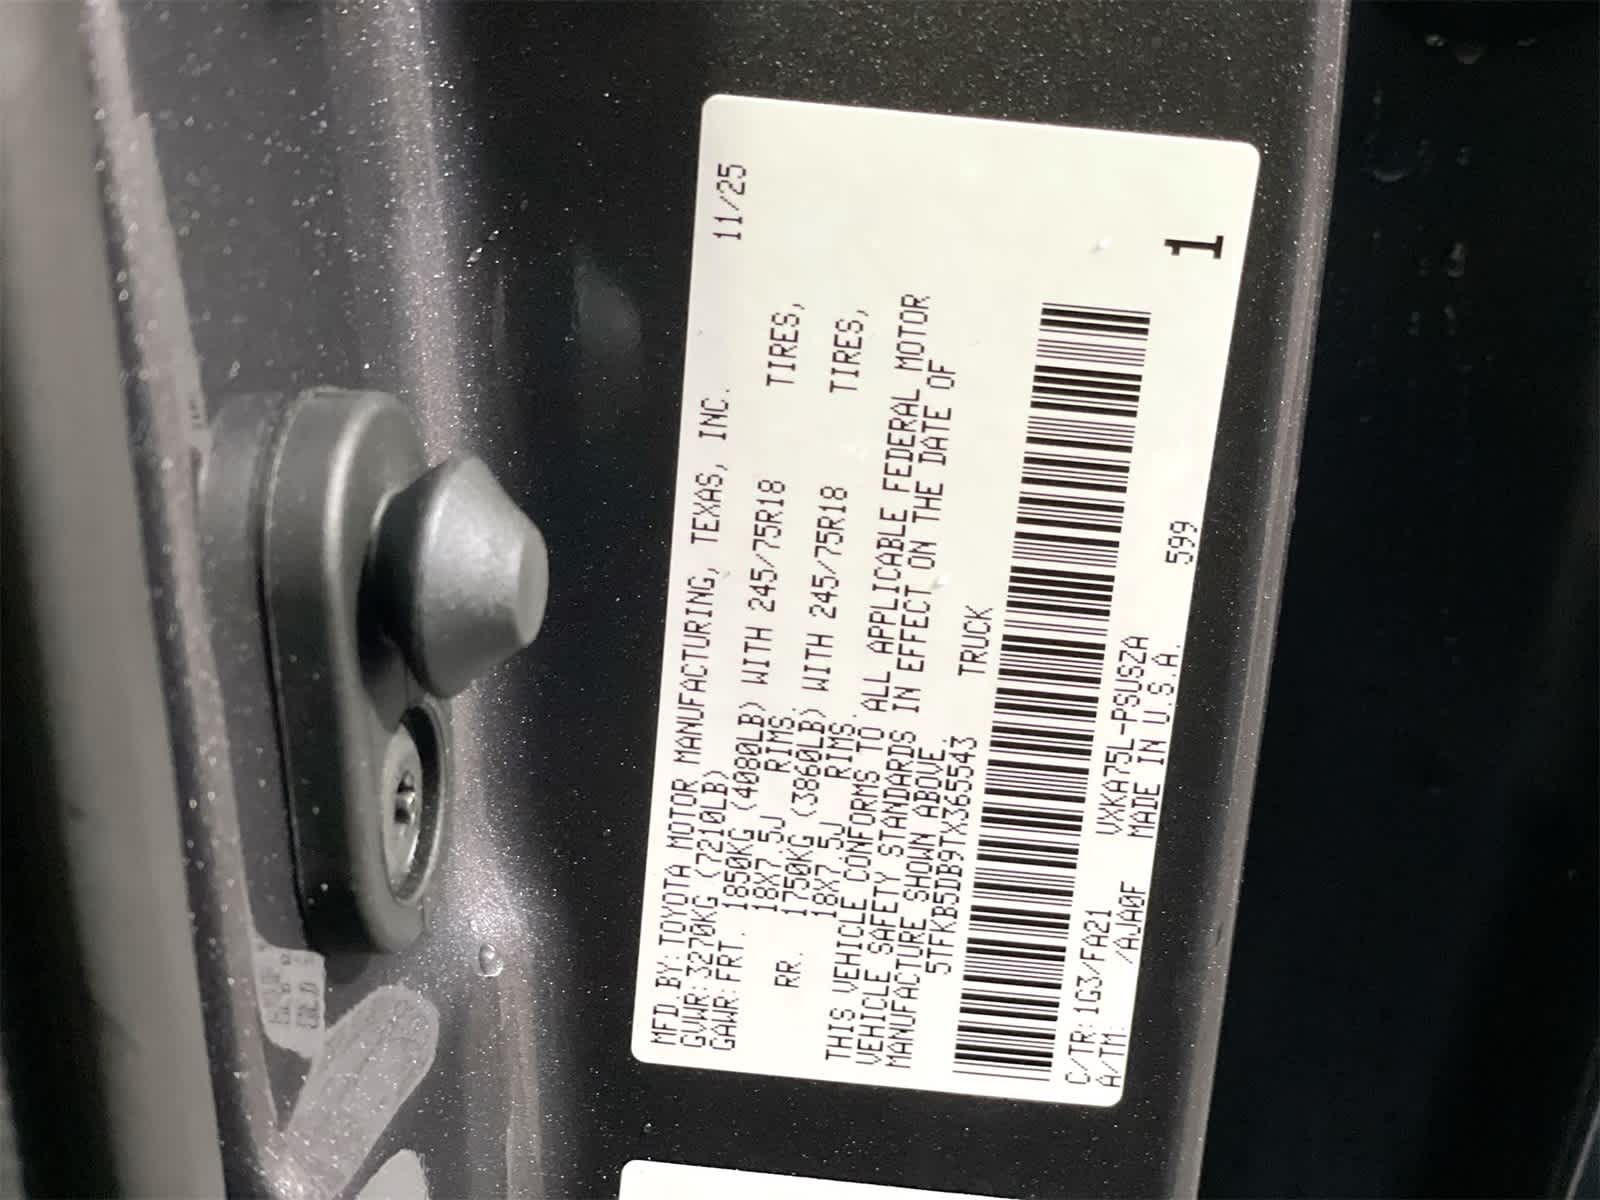 MFD.BY:TOYOTA MOTOR MANUFACTURING, TEXAS, INC. 11/25
GVWR:3270KG(7210LB)
GAWR:FRT. 1850KG(4080LB) WITH 245/75R18 TIRES,
18X7.5J RIMS.
RR. 1750KG(3860LB) WITH 245/75R18 TIRES,
18X7.5J RIMS.
THIS VEHICLE CONFORMS TO ALL APPLICABLE FEDERAL MOTOR
VEHICLE SAFETY STANDARDS IN EFFECT ON THE DATE OF
MANUFACTURE SHOWN ABOVE.
5TFKB5DB9TX365543 TRUCK
C/TR:1G3/FA21 VXKA75L-PSUSZA
A/TM: /AJA0F MADE IN U.S.A. 599 1